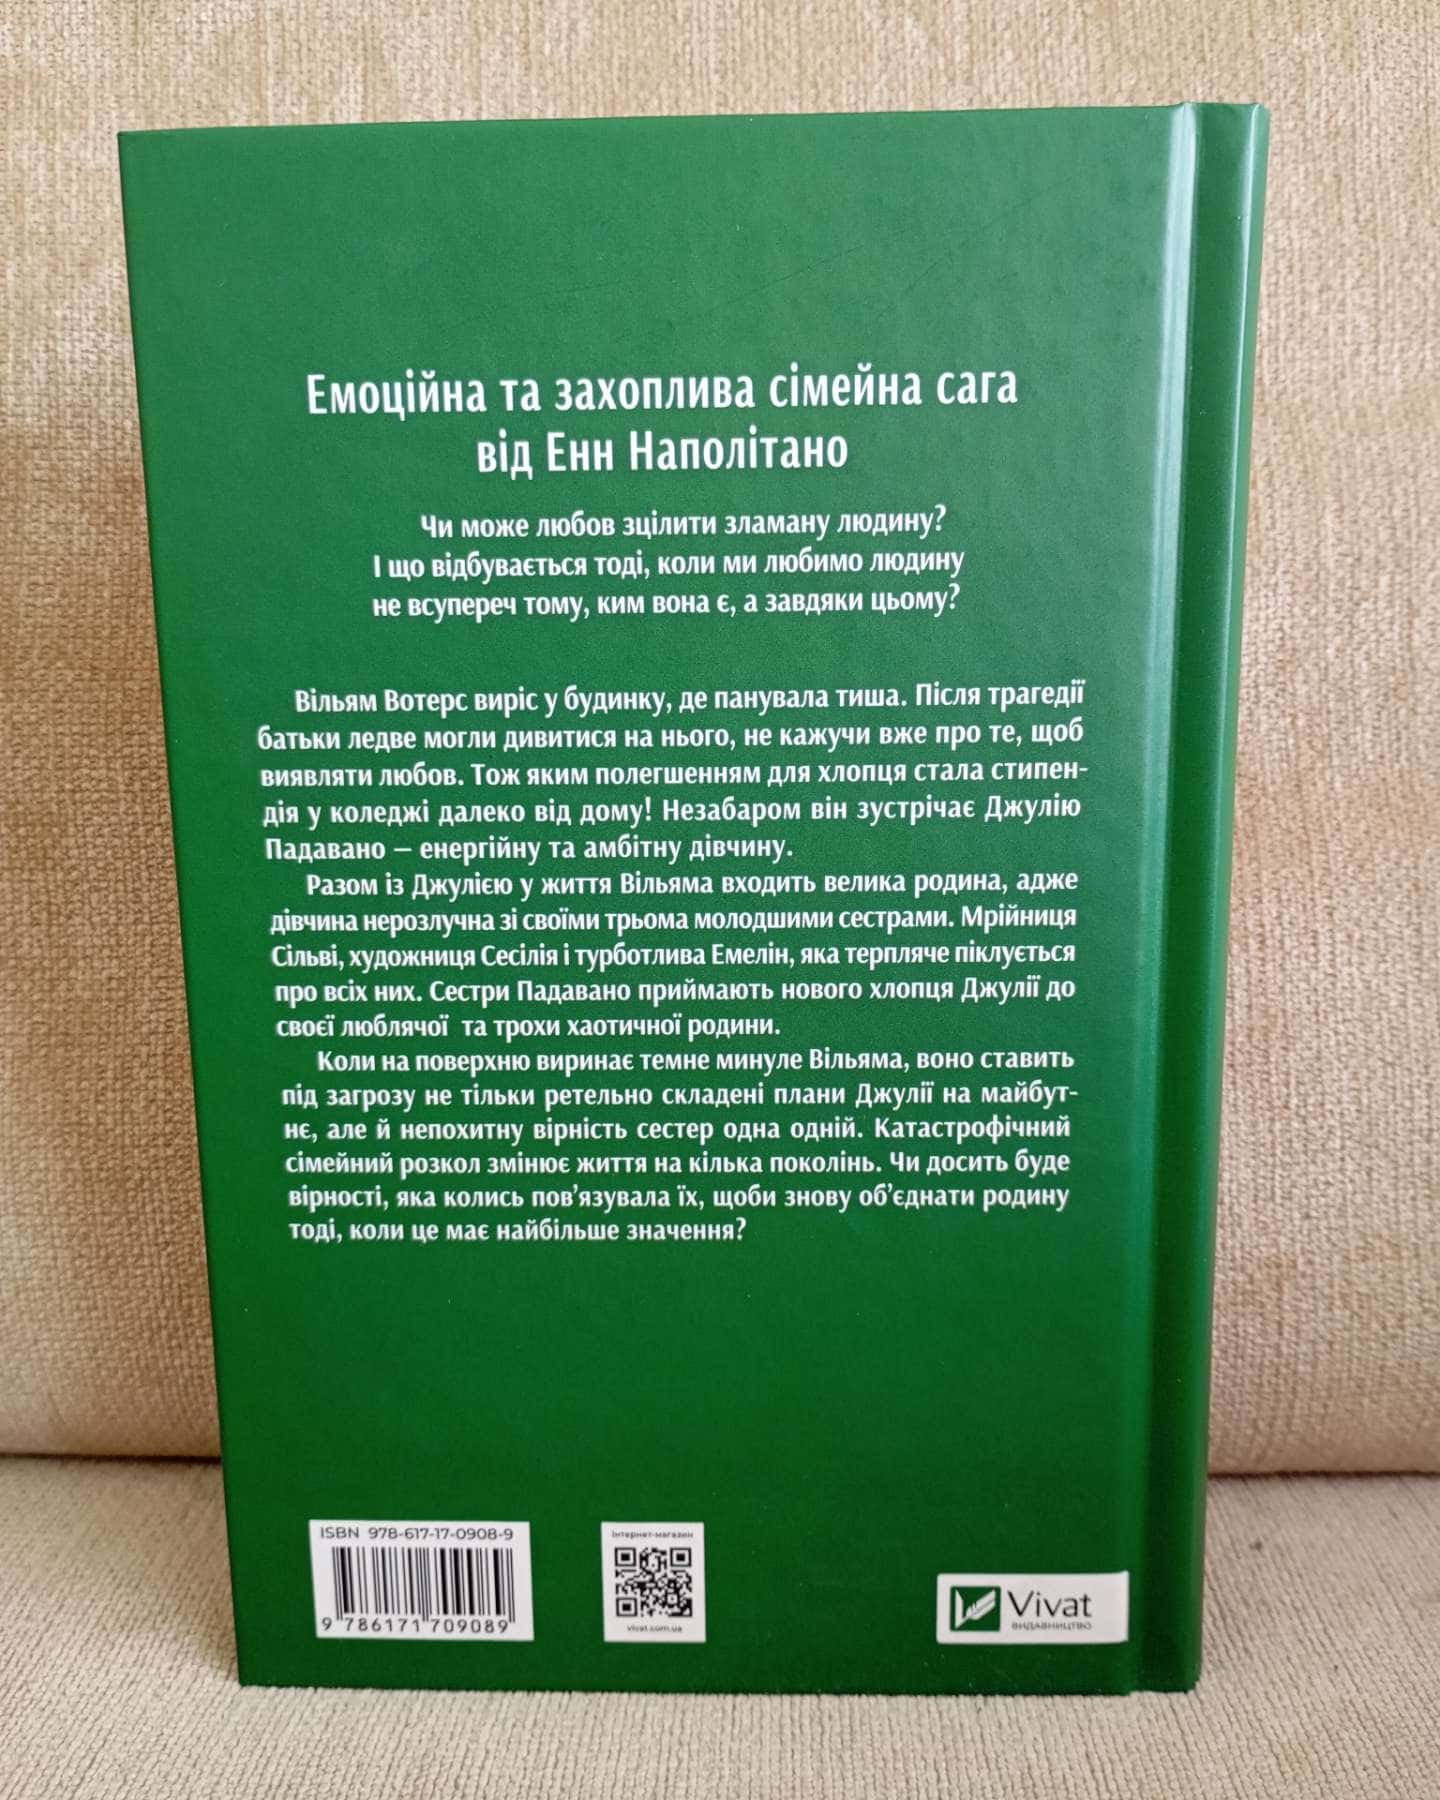 Емоційна та захоплива сімейна сага
від Енн Наполітано
Чи може любов зцілити зламану людину?
І що відбувається тоді, коли ми любимо людину
не всупереч тому, ким вона є, а завдяки цьому?
Вільям Вотерс виріс у будинку, де панувала тиша. Після трагедії
батьки ледве могли дивитися на нього, не кажучи вже про те, щоб
виявляти любов. Тож яким полегшенням для хлопця стала стипен-
дія у коледжі далеко від дому! Незабаром він зустрічає Джулію
Падавано – енергійну та амбітну дівчину.
Разом із Джулією у життя Вільяма входить велика родина, адже
дівчина нерозлучна зі своїми трьома молодшими сестрами. Мрійниця
Сільві, художниця Сесілія і турботлива Емелін, яка терпляче піклується
про всіх них. Сестри Падавано приймають нового хлопця Джулії до
своєї люблячої та трохи хаотичної родини.
Коли на поверхню виринає темне минуле Вільяма, воно ставить
під загрозу не тільки ретельно складені плани Джулії на майбут-
нє, але й непохитну вірність сестер одна одній. Катастрофічний
сімейний розкол змінює життя на кілька поколінь. Чи досить буде
вірності, яка колись пов’язувала їх, щоби знову об’єднати родину
тоді, коли це має найбільше значення?
ISBN 978-617-17-0908-9
9 786171 709089
інтернет-магазин
vivat.com.ua
Vivat
ВИДАВНИЦТВО